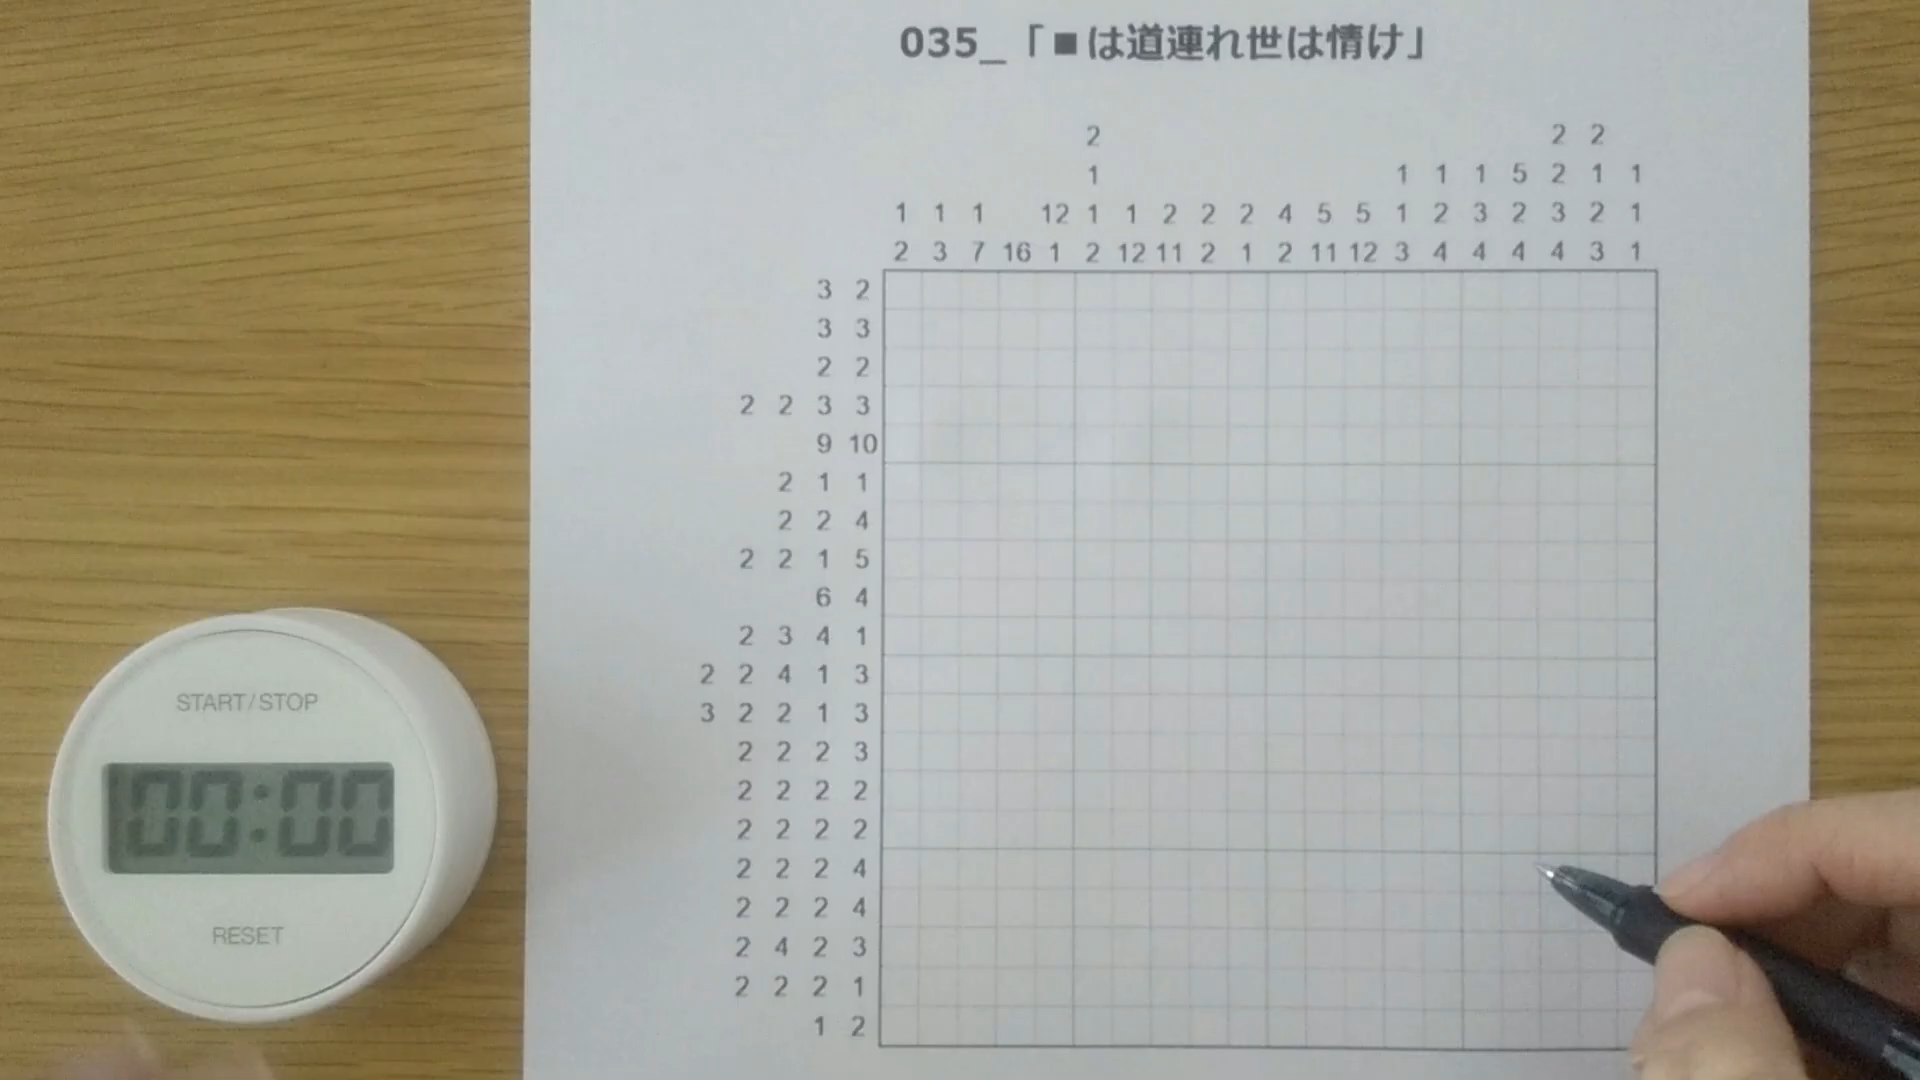 035_「■は道連れ世は情け」
2 2 2
1 1 1 1 5 2 1 1
1 1 1 12 1 1 2 2 2 4 5 5 1 2 3 2 3 2 1
2 3 7 16 1 2 12 11 2 1 2 11 12 3 4 4 4 4 3 1
3 2
3 3
2 2
2 2 3 3
9 10
2 1 1
2 2 4
2 2 1 5
6 4
2 3 4 1
2 2 4 1 3
3 2 2 1 3
2 2 2 3
2 2 2 2
2 2 2 2
2 2 2 4
2 2 2 4
2 4 2 3
2 2 2 1
1 2
START/STOP
00:00
RESET